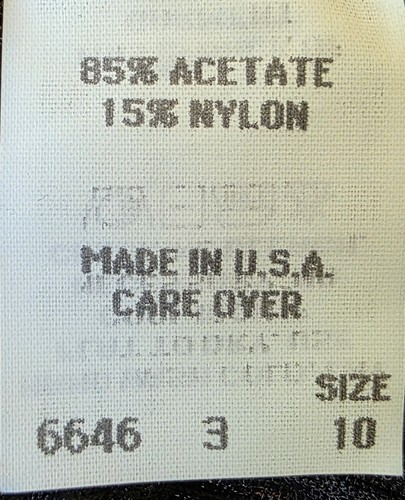 85% ACETATE
15% NYLON
MADE IN U.S.A.
CARE OVER
SIZE
6646 3 10